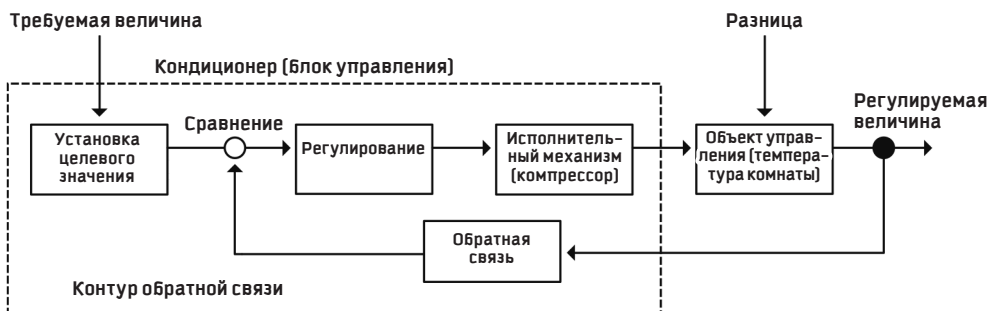 Требуемая величина
Разница
Кондиционер (блок управления)
Регулируемая
величина
Сравнение
Установка
целевого
значения
Регулирование
Исполнитель-
ный механизм
(компрессор)
Объект управ-
ления (темпера-
тура комнаты)
Обратная
связь
Контур обратной связи